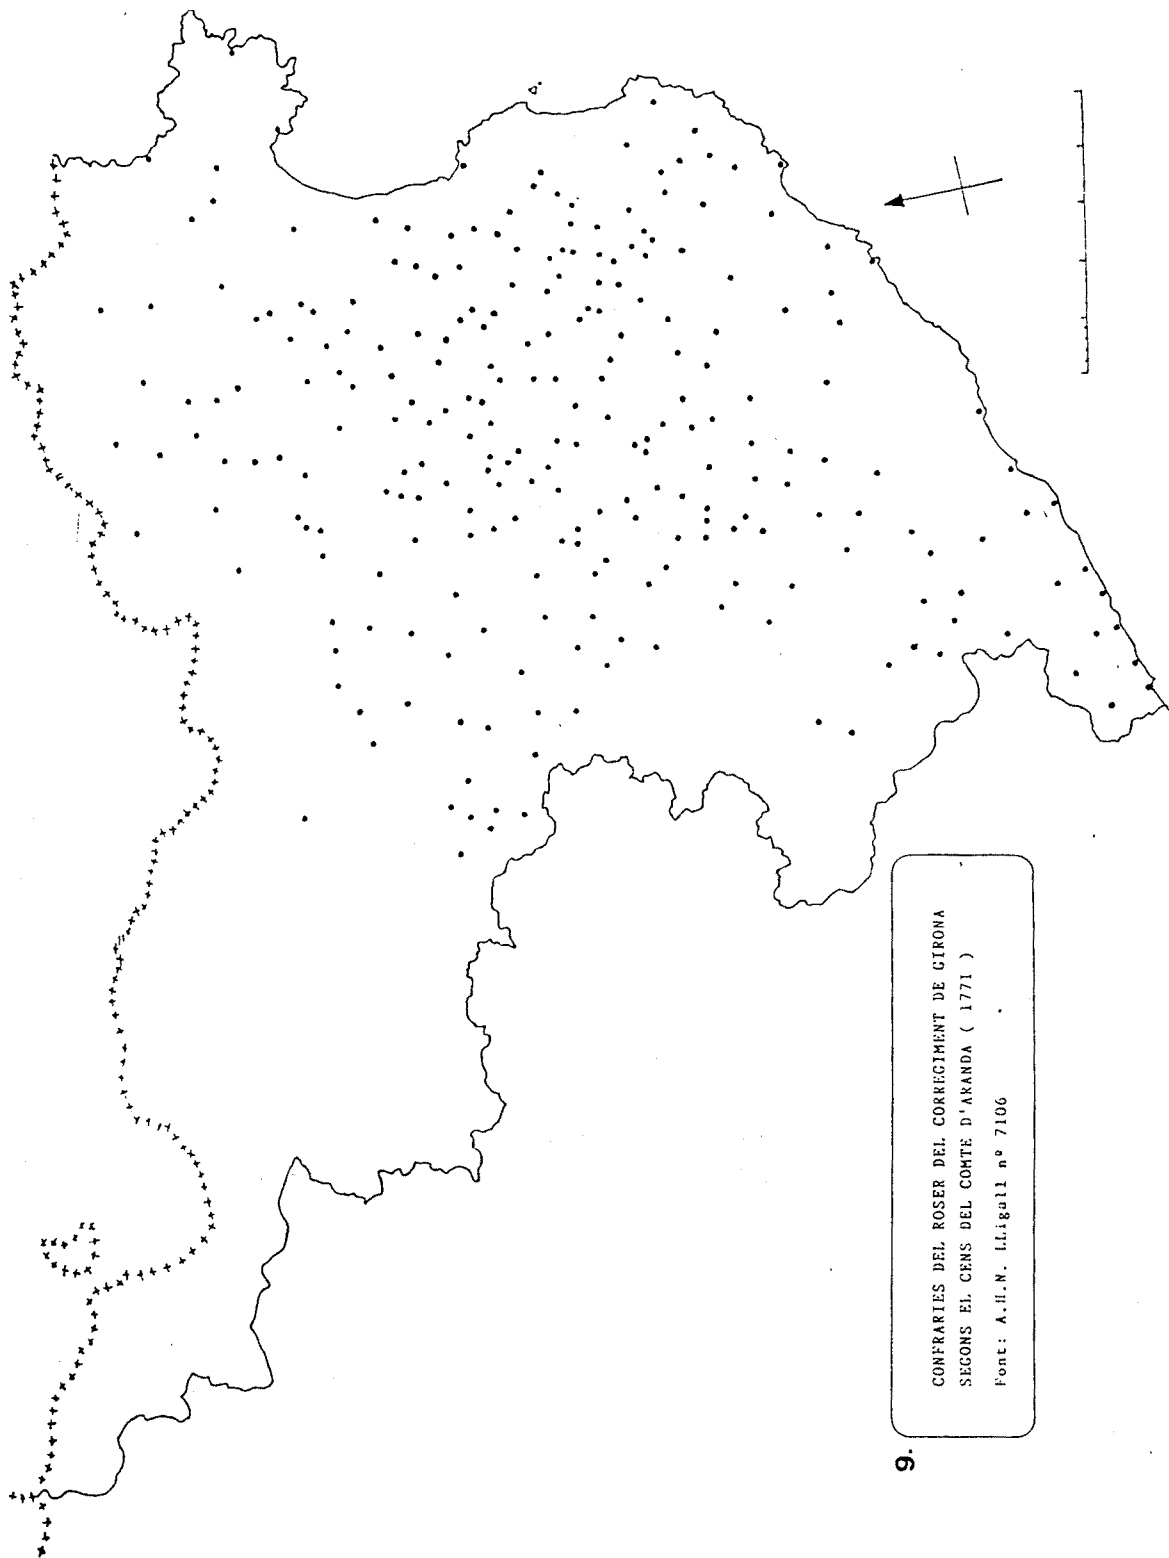 CONFRARIES DEL ROSER DEL CORREGIMENT DE GIRONA
SEGONS EL CENS DEL COMTE D'ARANDA ( 1771 )
Font: A.H.N. LLigall nº 7106
9.